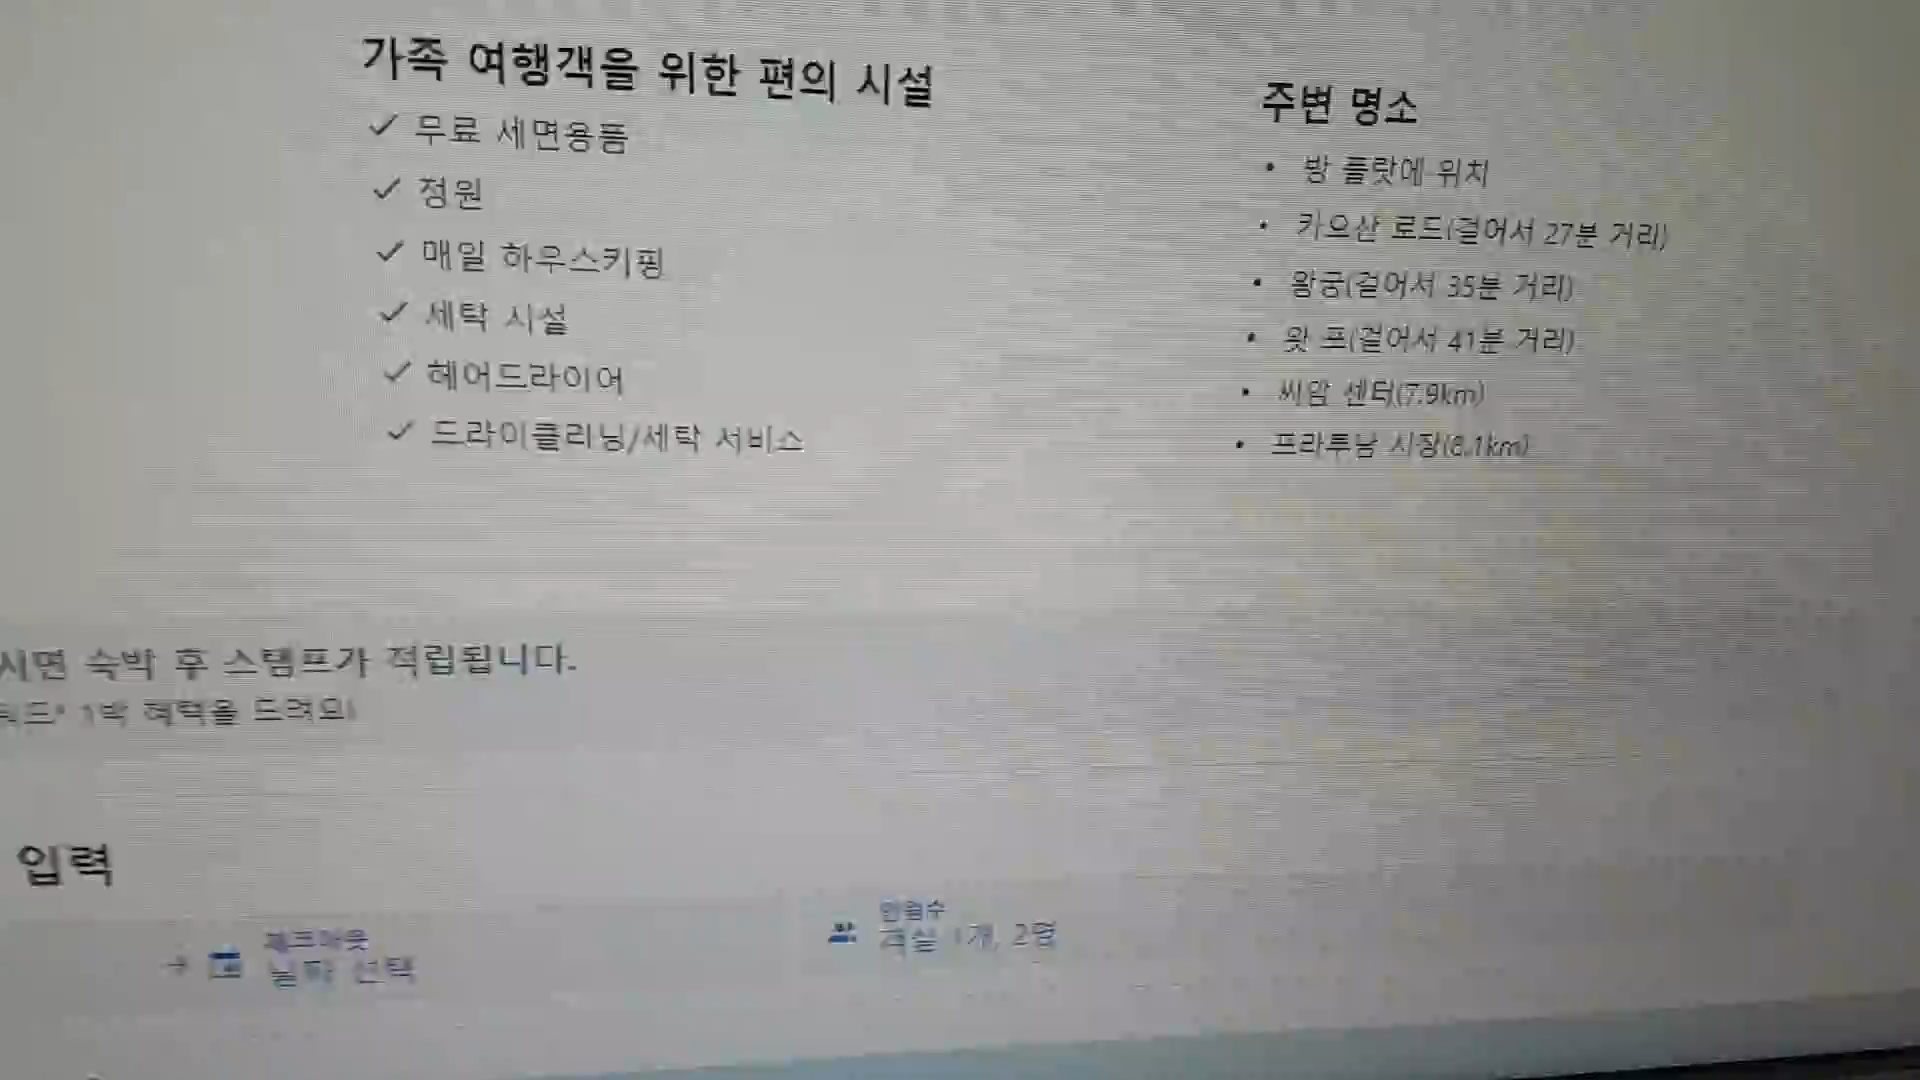 가족 여행객을 위한 편의 시설
✓ 무료 세면용품
✓ 정원
✓ 매일 하우스키핑
✓ 세탁 시설
✓ 헤어드라이어
✓ 드라이클리닝/세탁 서비스
주변 명소
• 방 플랏에 위치
• 카오산 로드(걸어서 27분 거리)
• 왕궁(걸어서 35분 거리)
• 왓 포(걸어서 41분 거리)
• 씨암 센터(7.9km)
• 프라투남 시장(8.1km)
시면 숙박 후 스탬프가 적립됩니다.
1박 혜택을 드려요!
입력
체크아웃
날짜 선택
인원수
객실 1개, 2명